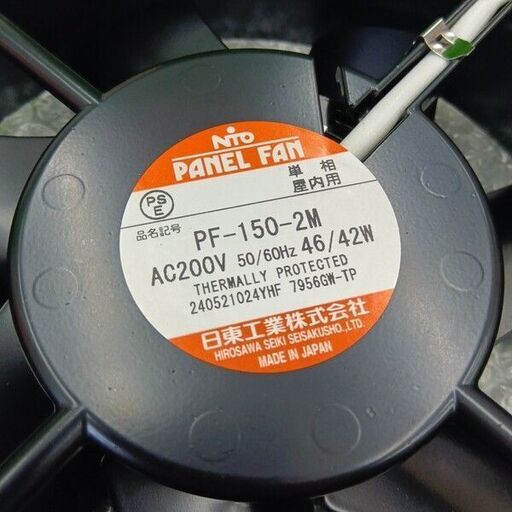 NITO
PANEL FAN
単相
屋内用
PS
E
品名記号 PF-150-2M
AC200V 50/60Hz 46/42W
THERMALLY PROTECTED
240521024YHF 7956GW-TP
日東工業株式会社
HIROSAWA SEIKI SEISAKUSHO.,LTD.
MADE IN JAPAN